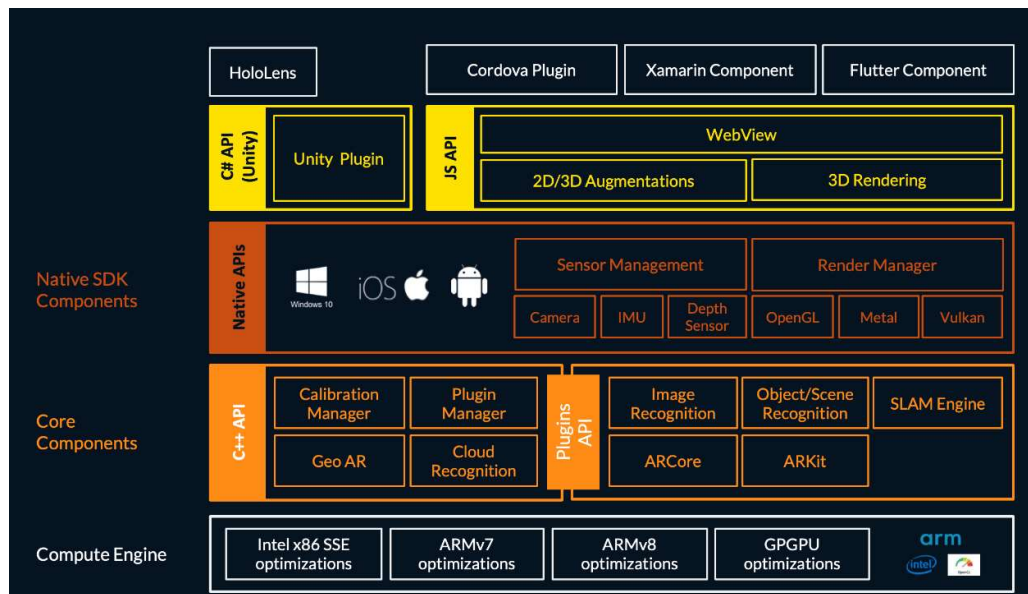 HoloLens
Cordova Plugin
Xamarin Component
Flutter Component
C# API
(Unity)
Unity Plugin
JS API
WebView
2D/3D Augmentations
3D Rendering
Native SDK
Components
Native APIs
Windows 10
iOS
Sensor Management
Render Manager
Camera
IMU
Depth
Sensor
OpenGL
Metal
Vulkan
Core
Components
C++ API
Calibration
Manager
Plugin
Manager
Geo AR
Cloud
Recognition
Plugins
API
Image
Recognition
Object/Scene
Recognition
SLAM Engine
ARCore
ARKit
Compute Engine
Intel x86 SSE
optimizations
ARMv7
optimizations
ARMv8
optimizations
GPGPU
optimizations
arm
intel